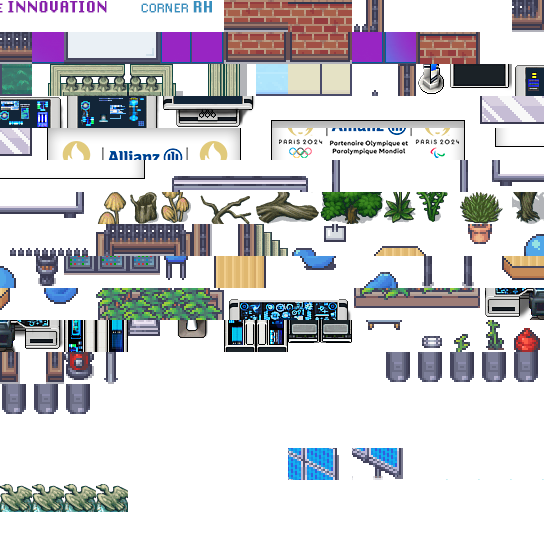 INNOVATION
CORNER RH
Allianz
Allianz
PARIS 2024
Partenaire Olympique et
Paralympique Mondial
PARIS 2024